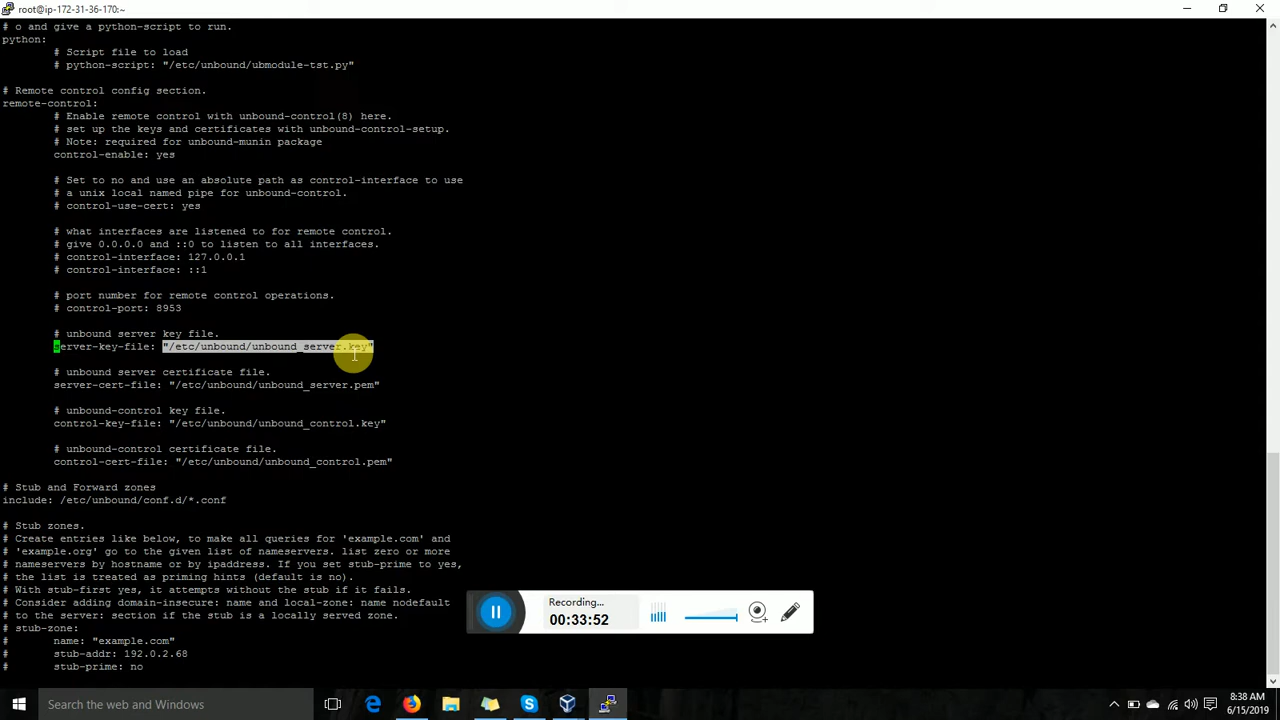 root@ip-172-31-36-170:~
# o and give a python-script to run.
python:
# Script file to load
# python-script: "/etc/unbound/ubmodule-tst.py"
# Remote control config section.
remote-control:
# Enable remote control with unbound-control(8) here.
# set up the keys and certificates with unbound-control-setup.
# Note: required for unbound-munin package
control-enable: yes
# Set to no and use an absolute path as control-interface to use
# a unix local named pipe for unbound-control.
# control-use-cert: yes
# what interfaces are listened to for remote control.
# give 0.0.0.0 and ::0 to listen to all interfaces.
# control-interface: 127.0.0.1
# control-interface: ::1
# port number for remote control operations.
# control-port: 8953
# unbound server key file.
server-key-file: "/etc/unbound/unbound_server.key"
# unbound server certificate file.
server-cert-file: "/etc/unbound/unbound_server.pem"
# unbound-control key file.
control-key-file: "/etc/unbound/unbound_control.key"
# unbound-control certificate file.
control-cert-file: "/etc/unbound/unbound_control.pem"
# Stub and Forward zones
include: /etc/unbound/conf.d/*.conf
# Stub zones.
# Create entries like below, to make all queries for 'example.com' and
# 'example.org' go to the given list of nameservers. list zero or more
# nameservers by hostname or by ipaddress. If you set stub-prime to yes,
# the list is treated as priming hints (default is no).
# With stub-first yes, it attempts without the stub if it fails.
# Consider adding domain-insecure: name and local-zone: name nodefault
# to the server: section if the stub is a locally served zone.
# stub-zone:
# name: "example.com"
# stub-addr: 192.0.2.68
# stub-prime: no
Recording...
00:33:52
Search the web and Windows
8:38 AM
6/15/2019